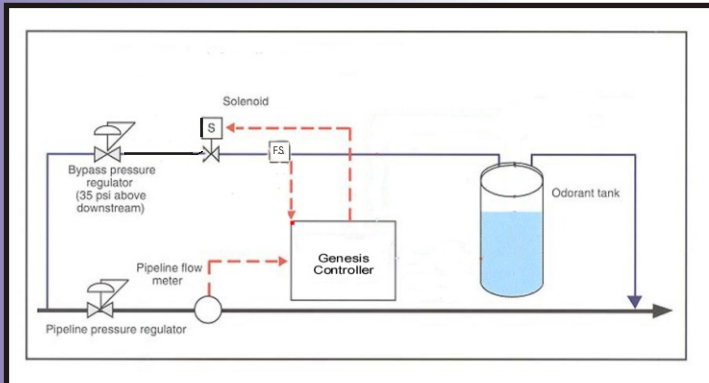 Solenoid
S
F.S.
Bypass pressure
regulator
(35 psi above
downstream)
Odorant tank
Genesis
Controller
Pipeline flow
meter
Pipeline pressure regulator